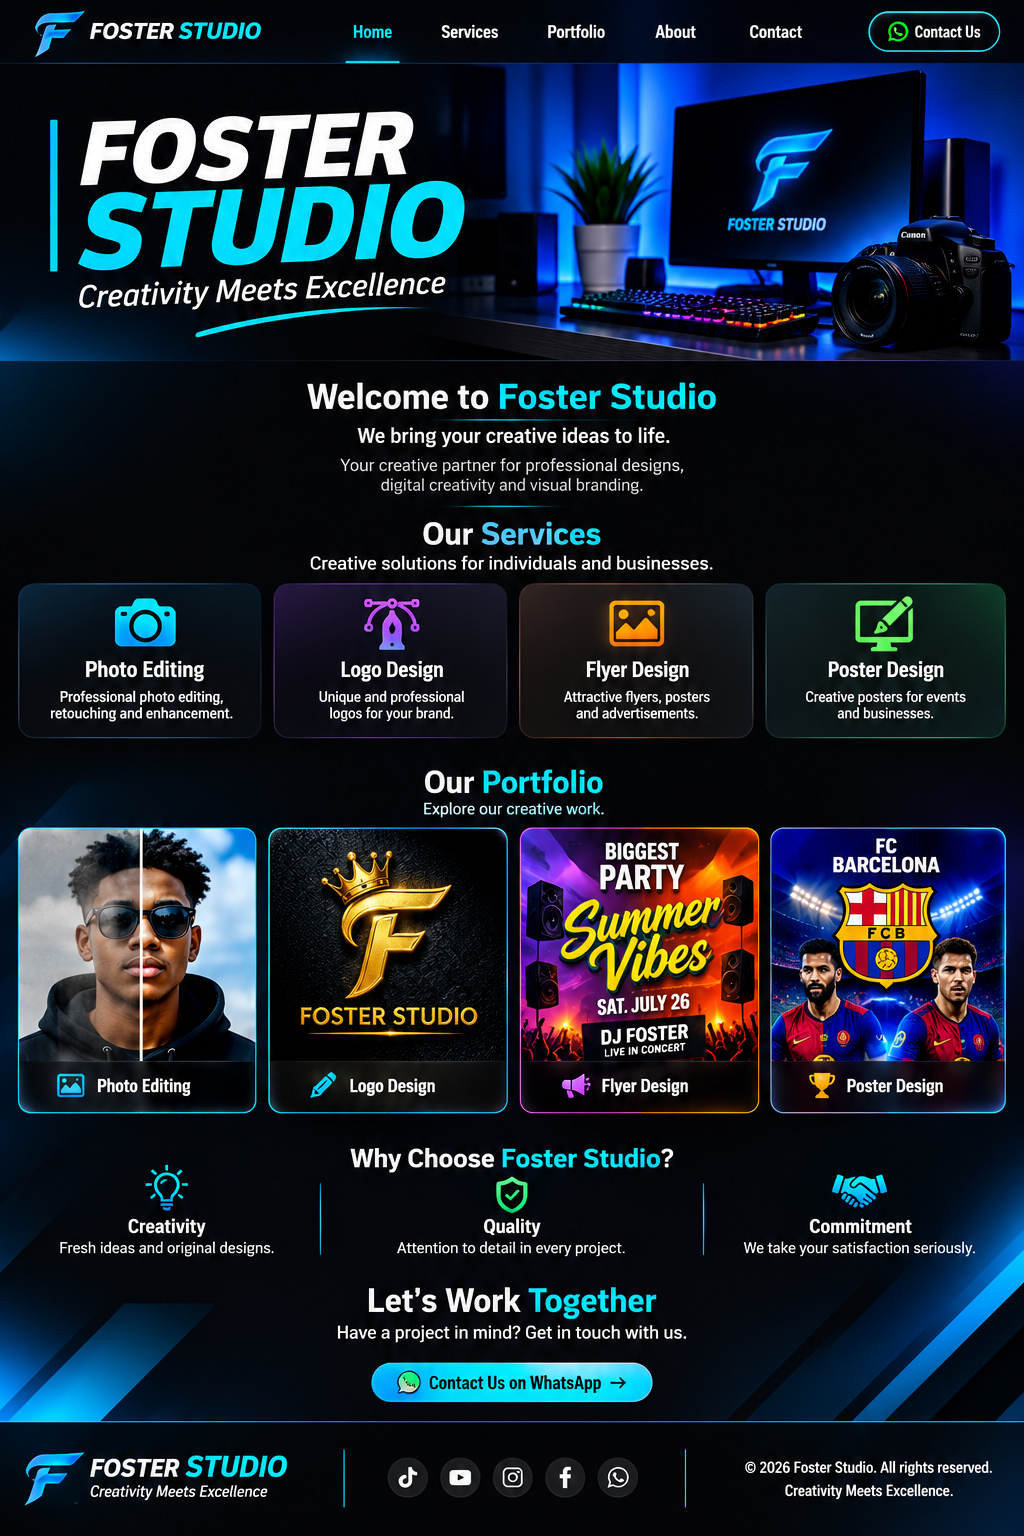 FOSTER STUDIO
Home
Services
Portfolio
About
Contact
Contact Us
FOSTER
STUDIO
Creativity Meets Excellence
FOSTER STUDIO
Canon
Welcome to Foster Studio
We bring your creative ideas to life.
Your creative partner for professional designs,
digital creativity and visual branding.
Our Services
Creative solutions for individuals and businesses.
Photo Editing
Professional photo editing,
retouching and enhancement.
Logo Design
Unique and professional
logos for your brand.
Flyer Design
Attractive flyers, posters
and advertisements.
Poster Design
Creative posters for events
and businesses.
Our Portfolio
Explore our creative work.
Photo Editing
FOSTER STUDIO
Logo Design
BIGGEST
PARTY
Summer
Vibes
SAT. JULY 26
DJ FOSTER
LIVE IN CONCERT
Flyer Design
FC
BARCELONA
FCB
Poster Design
Why Choose Foster Studio?
Creativity
Fresh ideas and original designs.
Quality
Attention to detail in every project.
Commitment
We take your satisfaction seriously.
Let's Work Together
Have a project in mind? Get in touch with us.
Contact Us on WhatsApp →
FOSTER STUDIO
Creativity Meets Excellence
© 2026 Foster Studio. All rights reserved.
Creativity Meets Excellence.